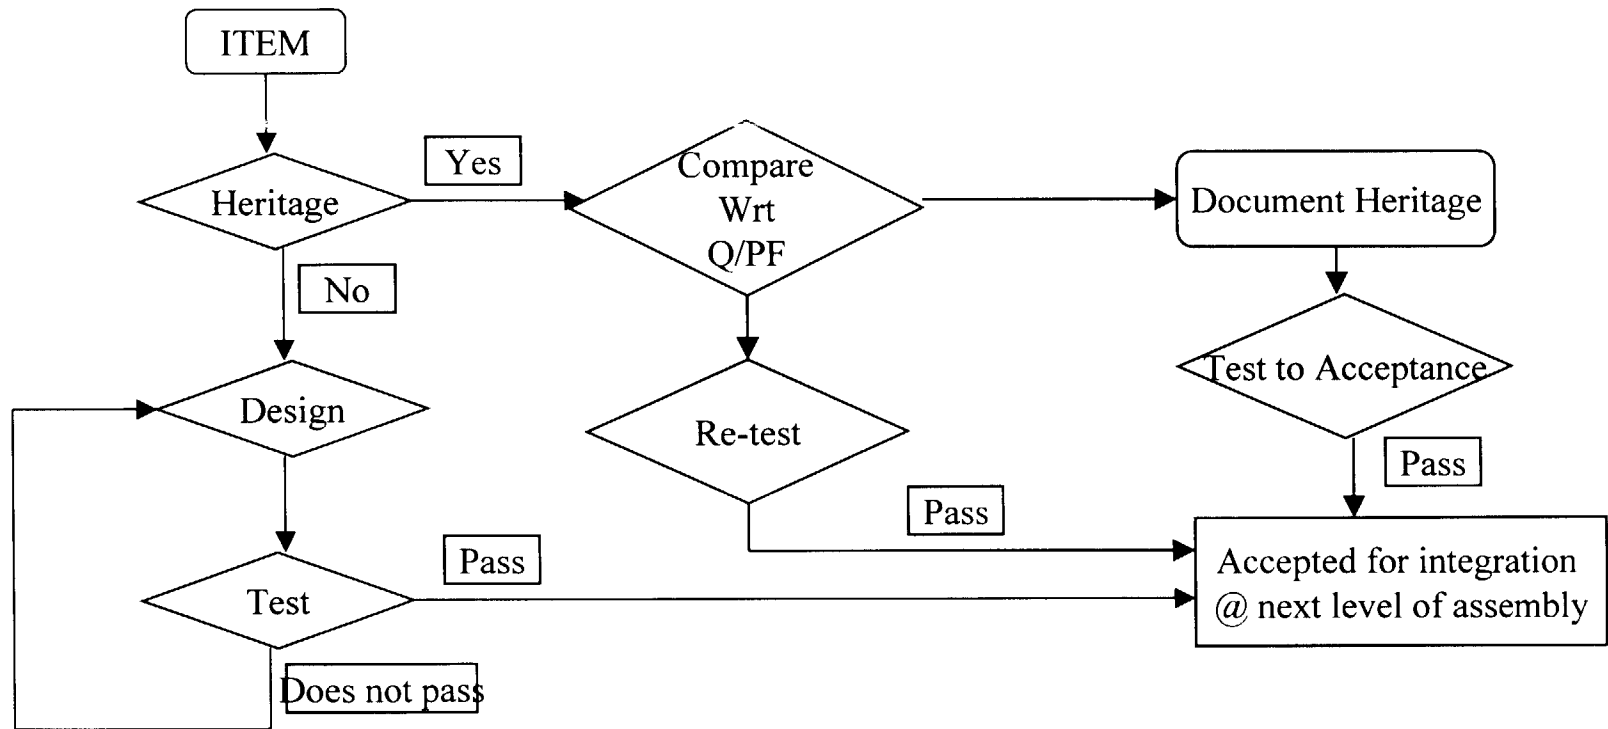 ITEM
Yes
Heritage
Compare
Wrt
Q/PF
Document Heritage
No
Design
Re-test
Test to Acceptance
Pass
Pass
Pass
Test
Accepted for integration
@ next level of assembly
Does not pass